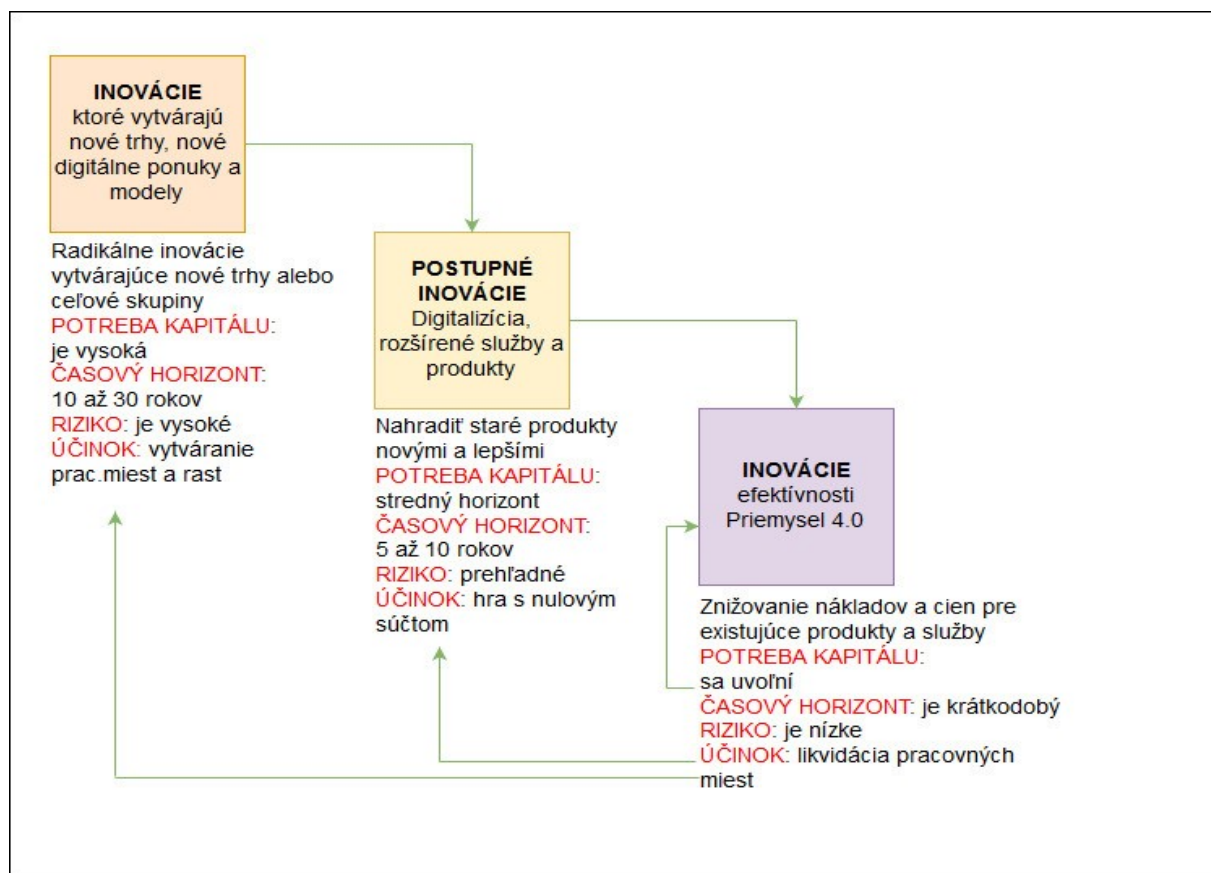 INOVÁCIE
ktoré vytvárajú
nové trhy, nové
digitálne ponuky a
modely
Radikálne inovácie
vytvárajúce nové trhy alebo
ceľové skupiny
POTREBA KAPITÁLU:
je vysoká
ČASOVÝ HORIZONT:
10 až 30 rokov
RIZIKO: je vysoké
ÚČINOK: vytváranie
prac.miest a rast
POSTUPNÉ
INOVÁCIE
Digitalizícia,
rozšírené služby a
produkty
Nahradiť staré produkty
novými a lepšími
POTREBA KAPITÁLU:
stredný horizont
ČASOVÝ HORIZONT:
5 až 10 rokov
RIZIKO: prehľadné
ÚČINOK: hra s nulovým
súčtom
INOVÁCIE
efektívnosti
Priemysel 4.0
Znižovanie nákladov a cien pre
existujúce produkty a služby
POTREBA KAPITÁLU:
sa uvoľní
ČASOVÝ HORIZONT: je krátkodobý
RIZIKO: je nízke
ÚČINOK: likvidácia pracovných
miest